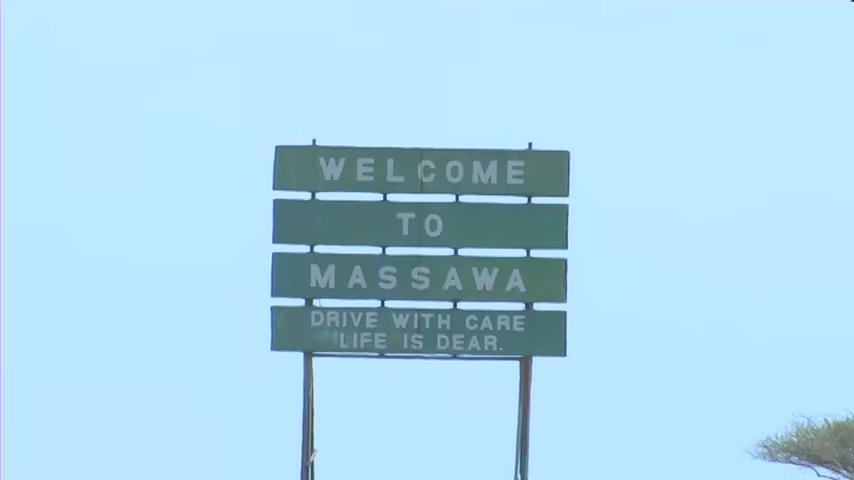 WELCOME
TO
MASSAWA
DRIVE WITH CARE
LIFE IS DEAR.